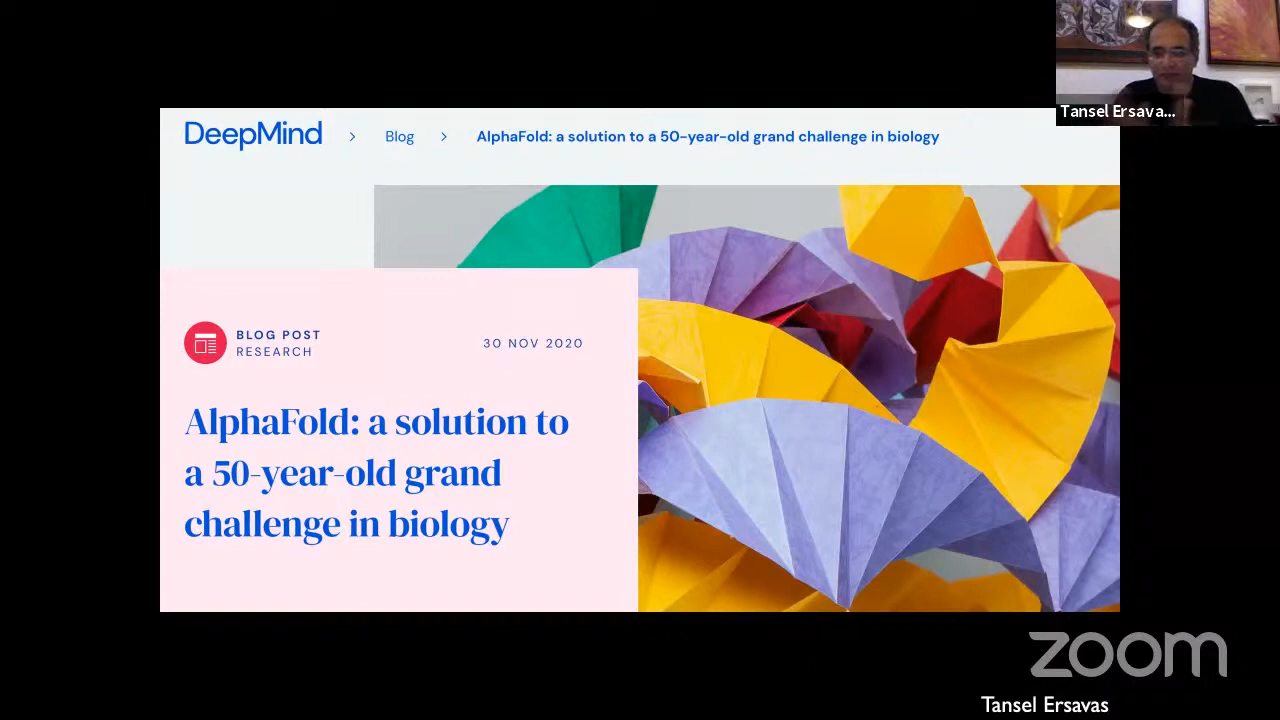 DeepMind > Blog > AlphaFold: a solution to a 50-year-old grand challenge in biology
Tansel Ersava...
BLOG POST
RESEARCH
30 NOV 2020
AlphaFold: a solution to
a 50-year-old grand
challenge in biology
zoom
Tansel Ersavas